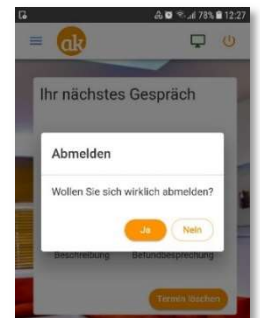 78% 12:27
ak
Ihr nächstes Gespräch
Abmelden
Wollen Sie sich wirklich abmelden?
Ja Nein
Beschreibung Befundbesprechung
Termin löschen